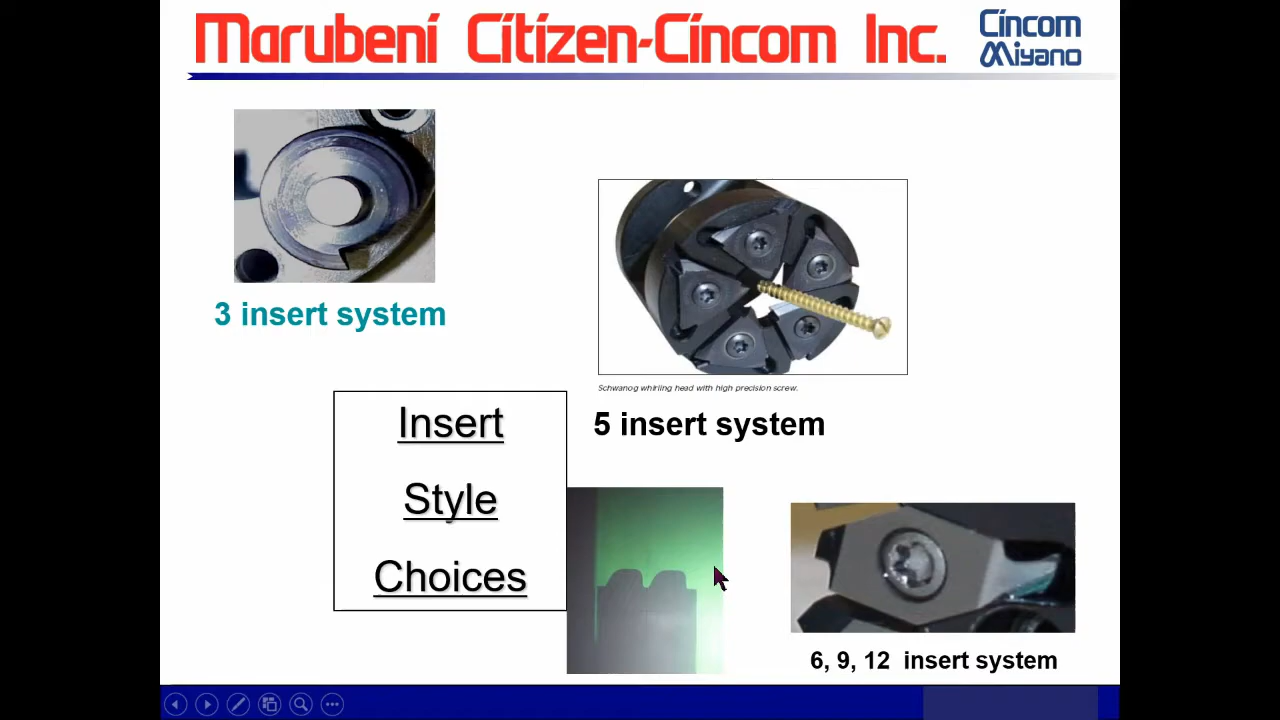 Marubeni Citizen-Cincom Inc.
Cincom
Miyano
3 insert system
Schwanog whirling head with high precision screw.
5 insert system
Insert
Style
Choices
6, 9, 12 insert system